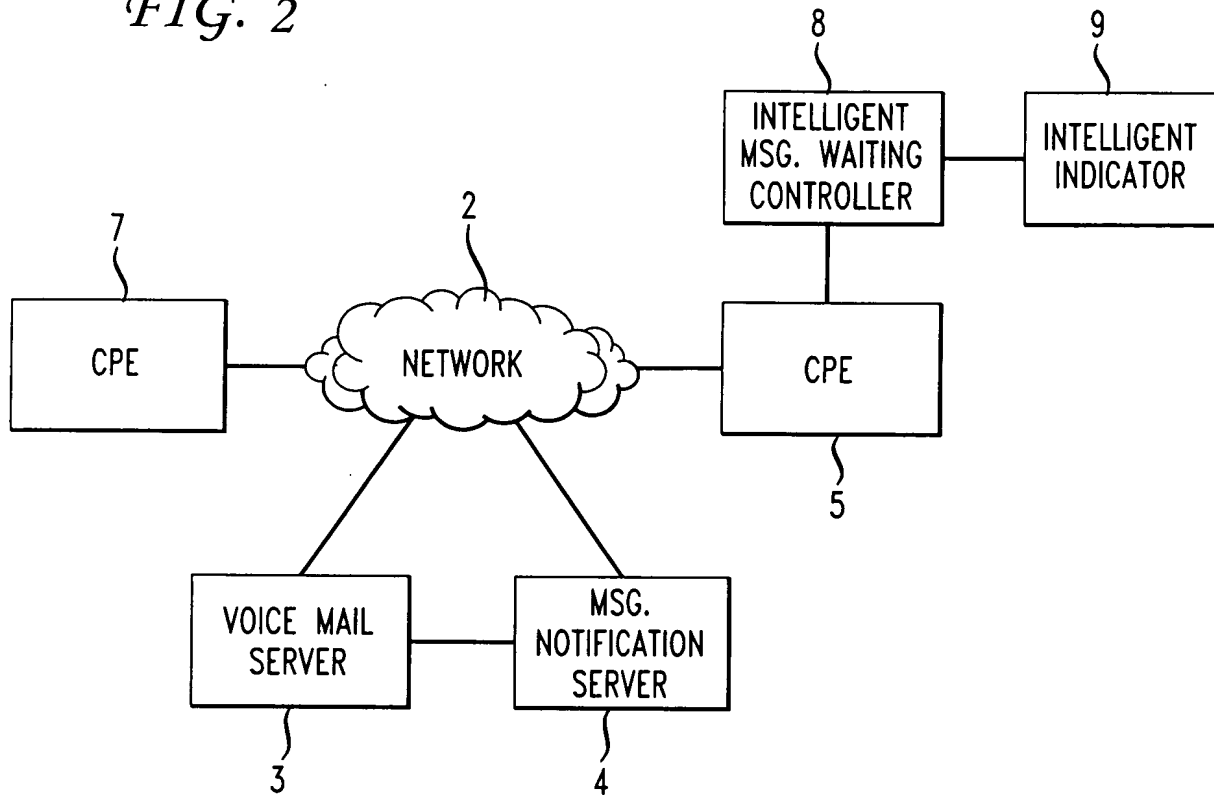 FIG. 2
8
9
INTELLIGENT
MSG. WAITING
CONTROLLER
INTELLIGENT
INDICATOR
7
2
CPE
NETWORK
CPE
5
VOICE MAIL
SERVER
MSG.
NOTIFICATION
SERVER
3
4